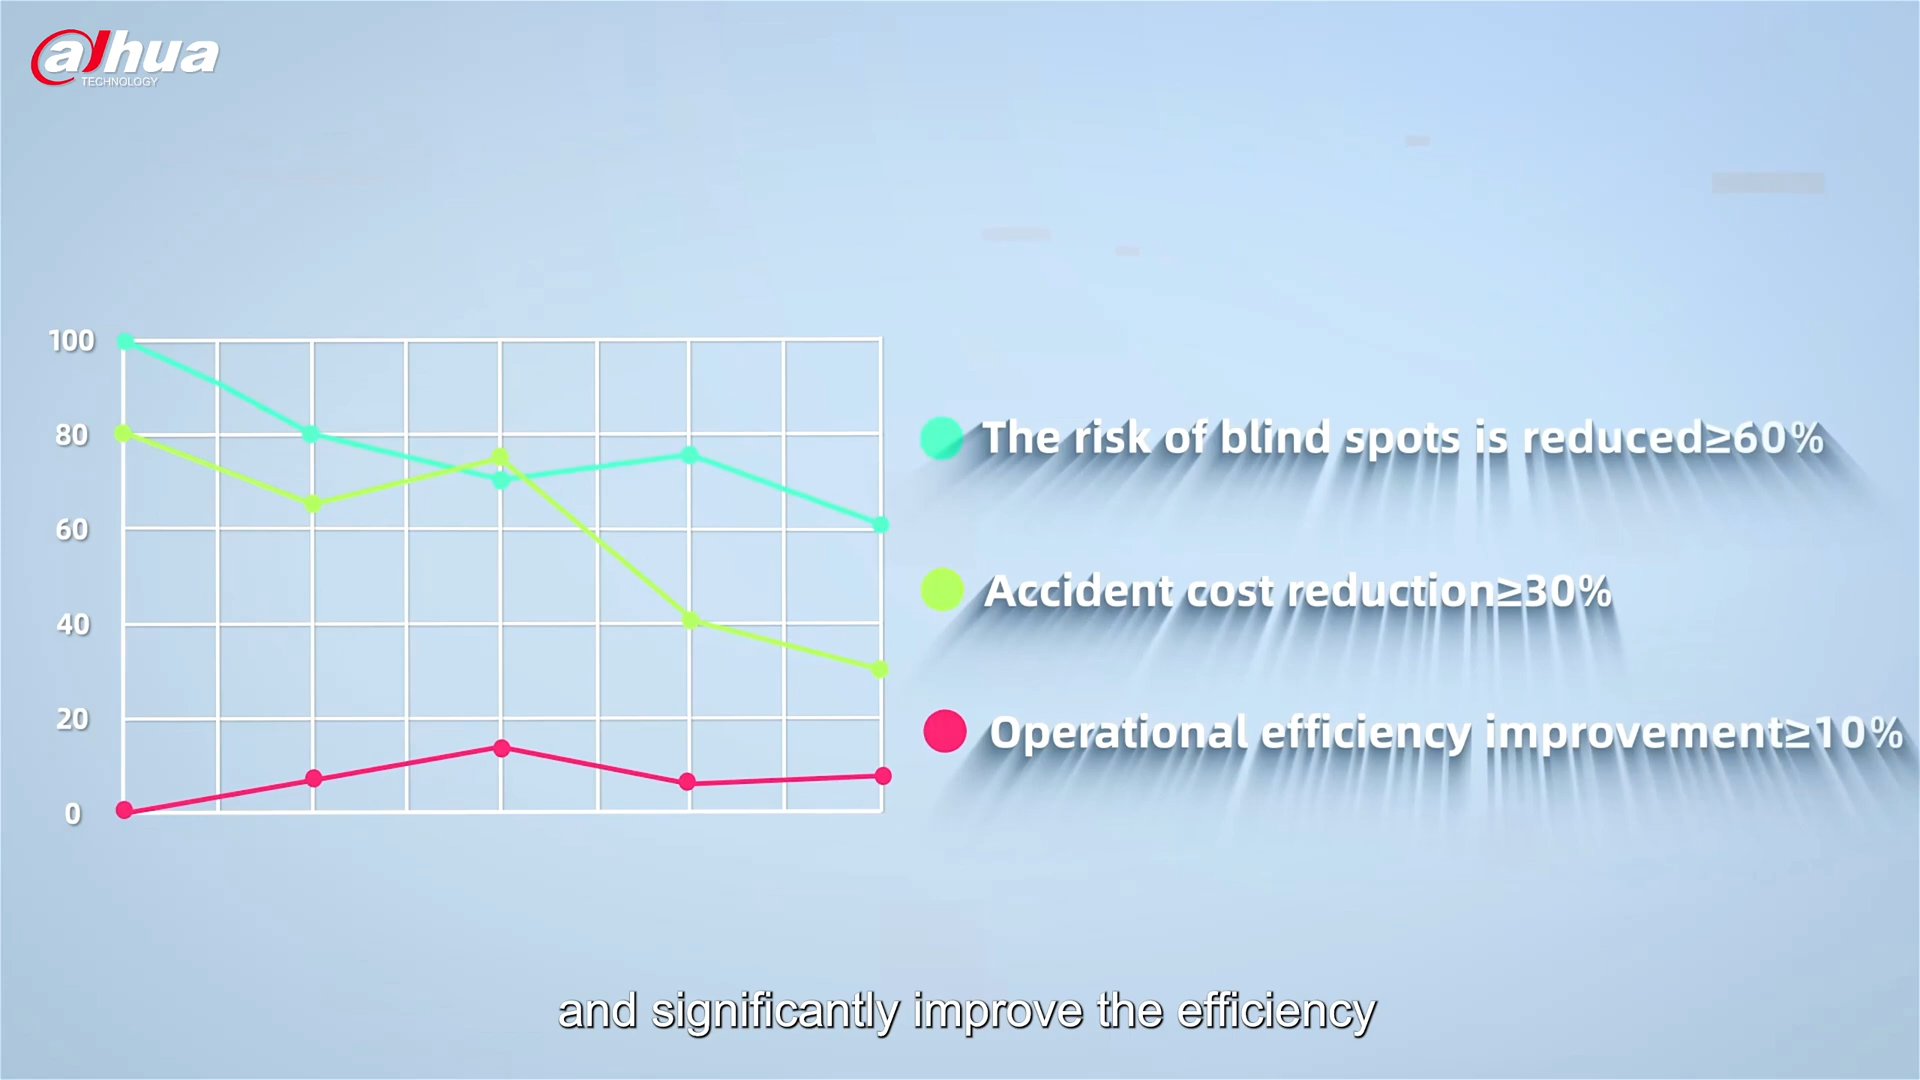 alhua
TECHNOLOGY
100
80
60
40
20
0
The risk of blind spots is reduced≥60%
Accident cost reduction≥30%
Operational efficiency improvement≥10%
and significantly improve the efficiency